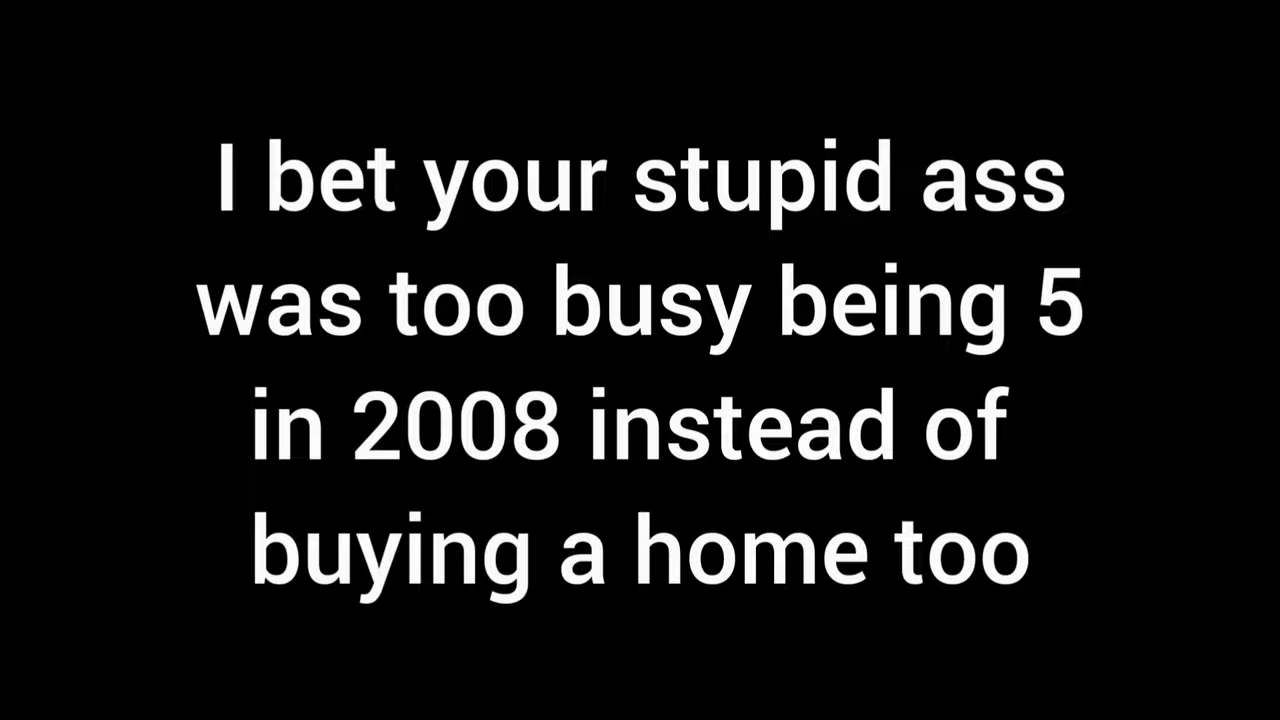 I bet your stupid ass
was too busy being 5
in 2008 instead of
buying a home too